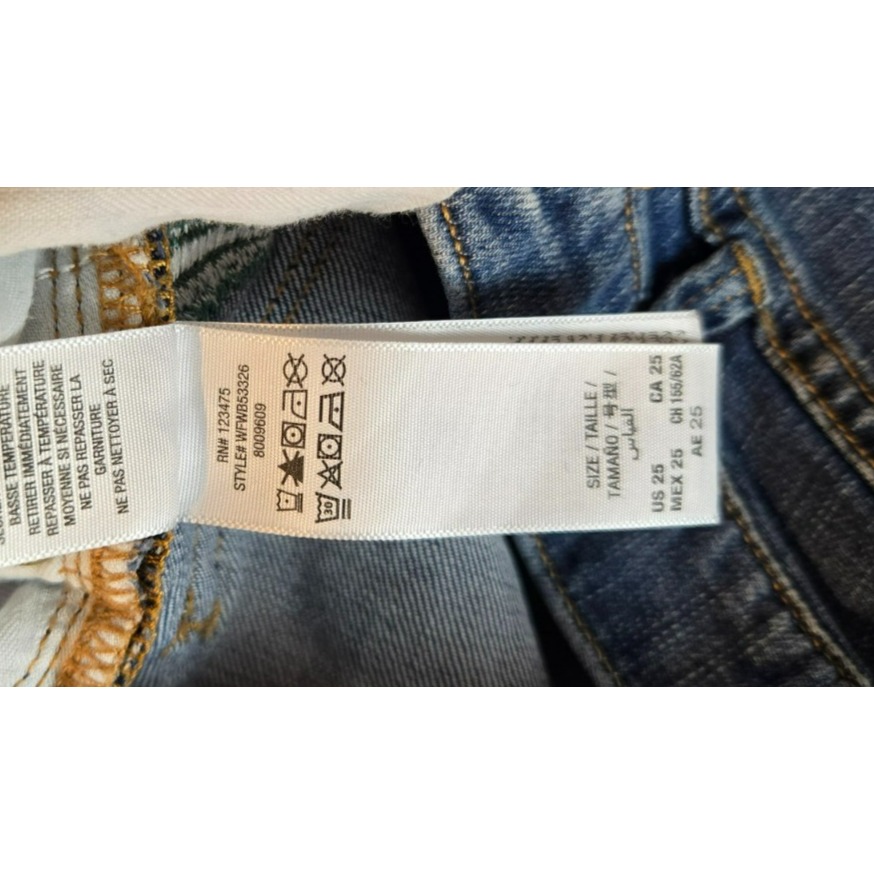 BASSE TEMPÉRATURE
RETIRER IMMÉDIATEMENT
REPASSER À TEMPÉRATURE
MOYENNE SI NÉCESSAIRE
NE PAS REPASSER LA
GARNITURE
NE PAS NETTOYER À SEC
RN# 123475
STYLE# WFWB53326
8009609
30
SIZE / TAILLE /
TAMAÑO / 号型 /
القياس
US 25 CA 25
MEX 25 CH 155/62A
AE 25